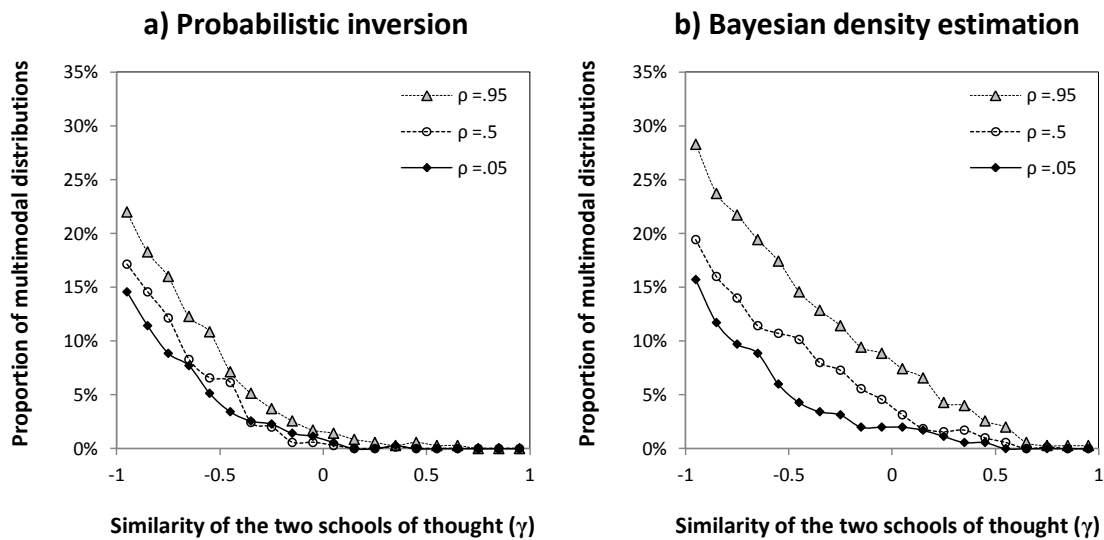 a) Probabilistic inversion
Proportion of multimodal distributions
35%
30%
25%
20%
15%
10%
5%
0%
-1
-0.5
0
0.5
1
ρ =.95
ρ =.5
ρ =.05
Similarity of the two schools of thought (γ)
b) Bayesian density estimation
Proportion of multimodal distributions
35%
30%
25%
20%
15%
10%
5%
0%
-1
-0.5
0
0.5
1
ρ =.95
ρ =.5
ρ =.05
Similarity of the two schools of thought (γ)